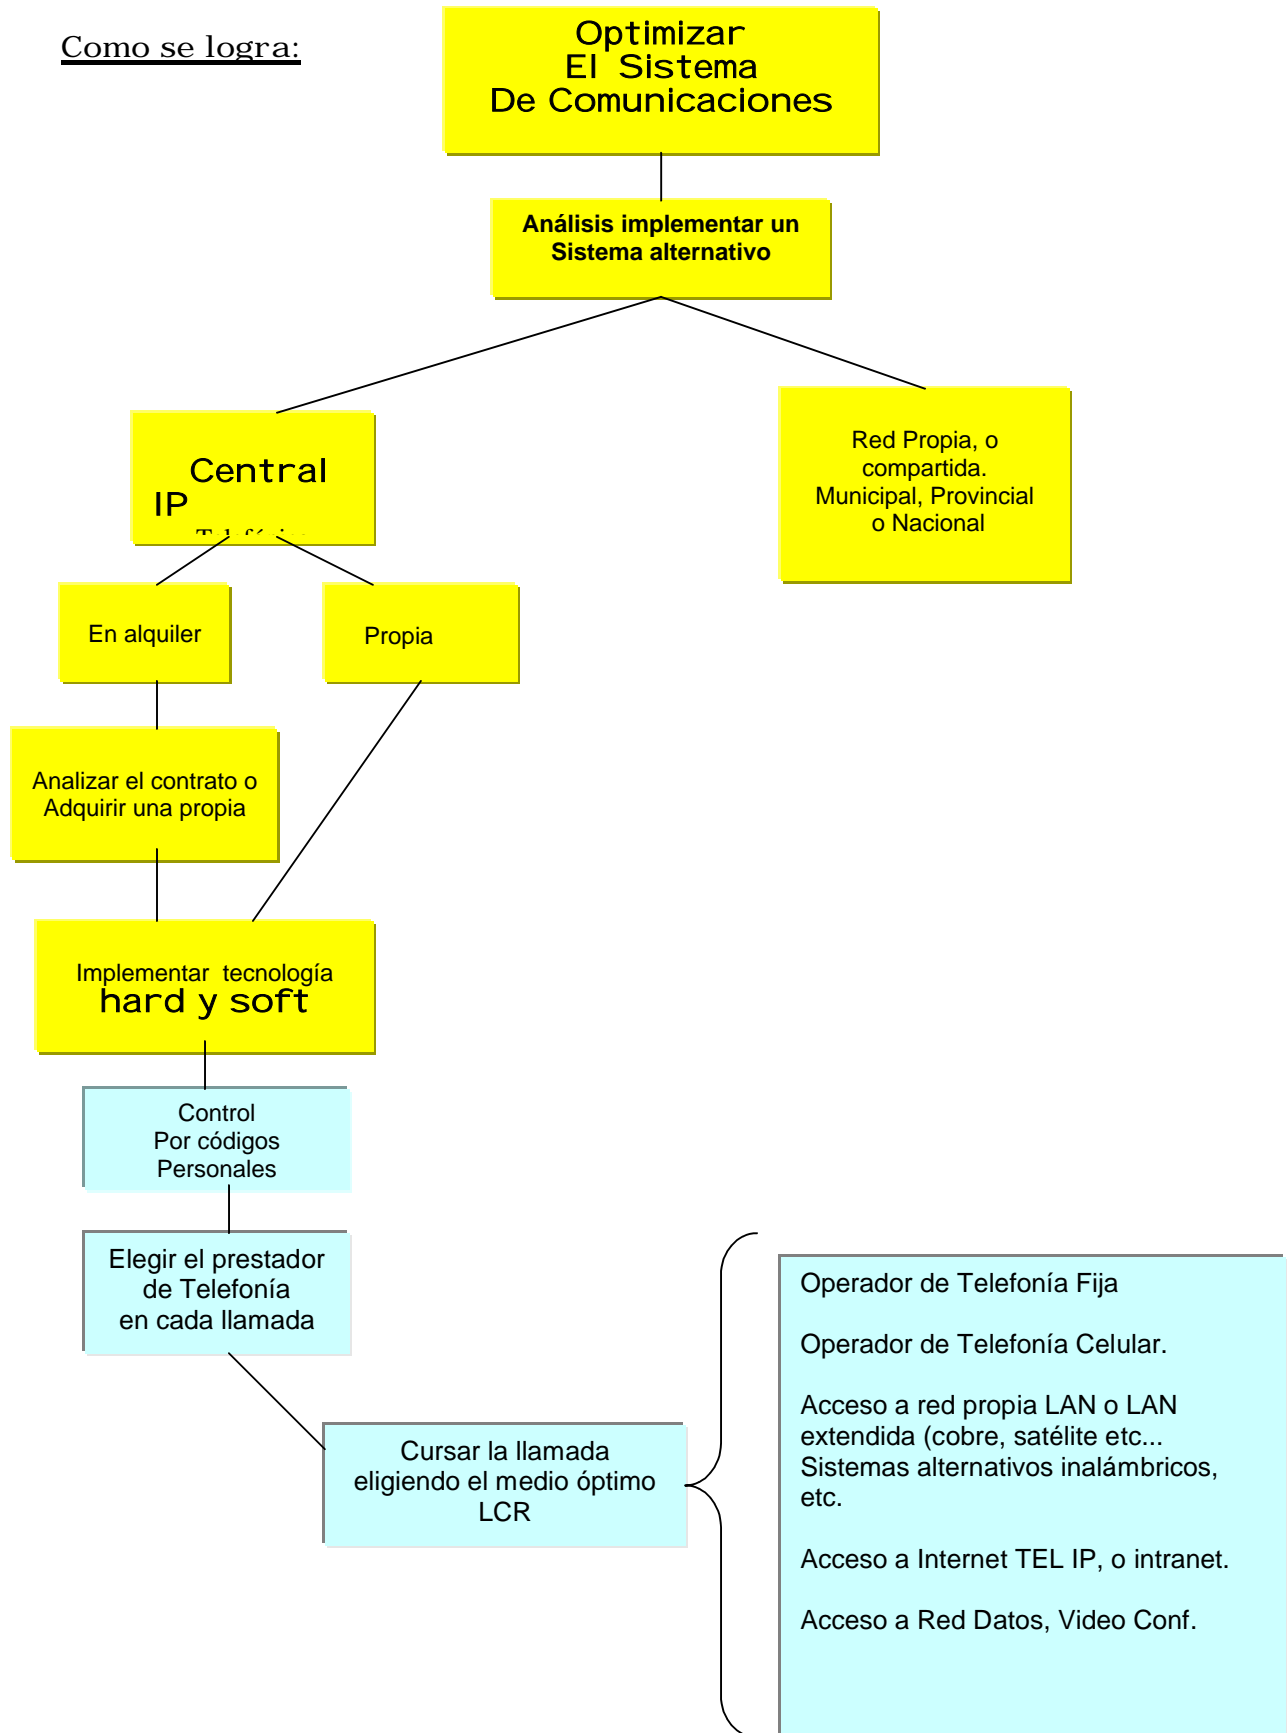 Como se logra:
Optimizar
El Sistema
De Comunicaciones
Análisis implementar un
Sistema alternativo
Central
IP
Red Propia, o
compartida.
Municipal, Provincial
o Nacional
En alquiler
Propia
Analizar el contrato o
Adquirir una propia
Implementar tecnología
hard y soft
Control
Por códigos
Personales
Elegir el prestador
de Telefonía
en cada llamada
Cursar la llamada
eligiendo el medio óptimo
LCR
Operador de Telefonía Fija
Operador de Telefonía Celular.
Acceso a red propia LAN o LAN
extendida (cobre, satélite etc...
Sistemas alternativos inalámbricos,
etc.
Acceso a Internet TEL IP, o intranet.
Acceso a Red Datos, Video Conf.